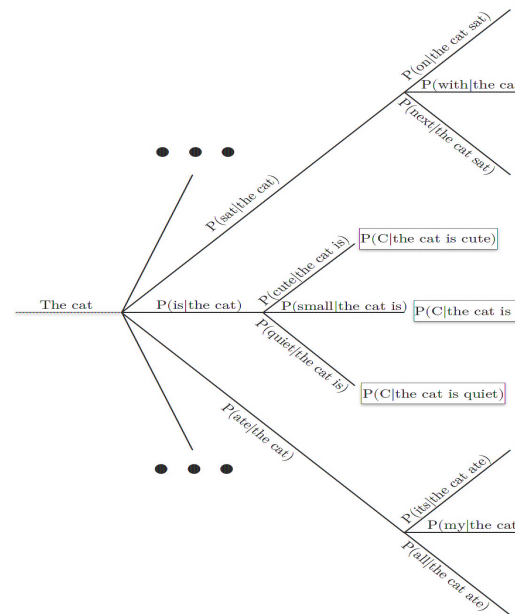 P(on|the cat sat)
P(with|the ca
P(next|the cat sat)
P(sat|the cat)
P(cute|the cat is)
P(C|the cat is cute)
The cat
P(is|the cat)
P(small|the cat is)
P(C|the cat is
P(quiet|the cat is)
P(C|the cat is quiet)
P(ate|the cat)
P(its|the cat ate)
P(my|the cat
P(all|the cat ate)